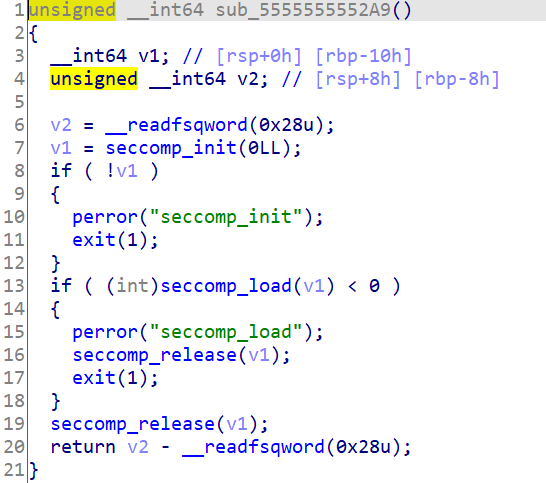 1 unsigned __int64 sub_5555555552A9()
2 {
3   __int64 v1; // [rsp+0h] [rbp-10h]
4   unsigned __int64 v2; // [rsp+8h] [rbp-8h]
5
6   v2 = __readfsqword(0x28u);
7   v1 = seccomp_init(0LL);
8   if ( !v1 )
9   {
10     perror("seccomp_init");
11     exit(1);
12   }
13   if ( (int)seccomp_load(v1) < 0 )
14   {
15     perror("seccomp_load");
16     seccomp_release(v1);
17     exit(1);
18   }
19   seccomp_release(v1);
20   return v2 - __readfsqword(0x28u);
21 }